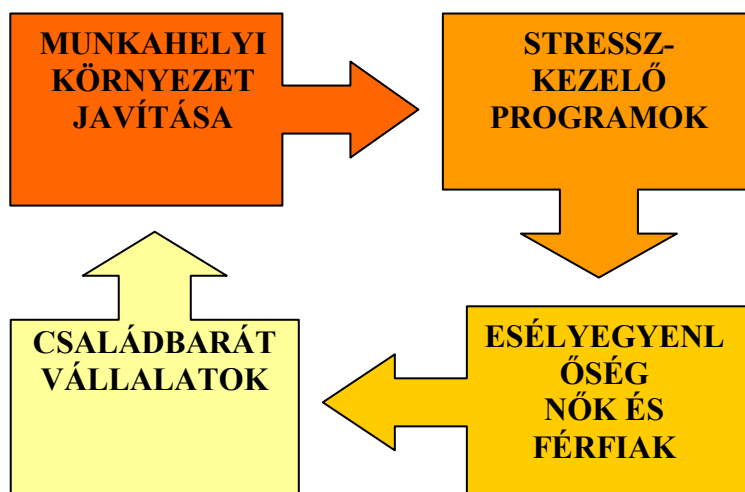 MUNKAHELYI
KÖRNYEZET
JAVÍTÁSA
STRESSZ-
KEZELŐ
PROGRAMOK
ESÉLYEGYENL
ŐSÉG
NŐK ÉS
FÉRFIAK
CSALÁDBARÁT
VÁLLALATOK